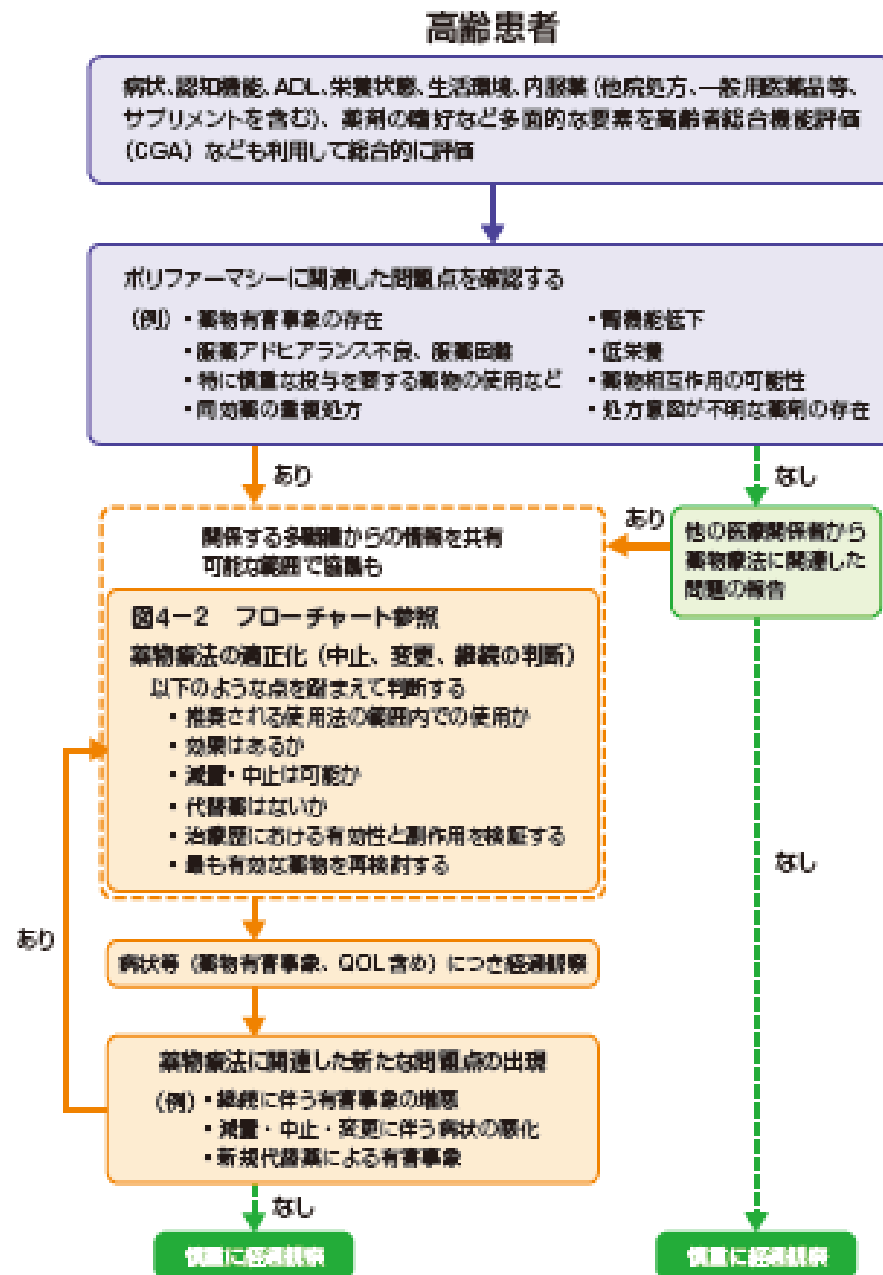 高齢患者
病状、認知機能、ADL、栄養状態、生活環境、内服薬(他院処方、一般用医薬品等、
サプリメントを含む)、薬剤の嗜好など多面的な要素を高齢者総合機能評価
(CGA)なども利用して総合的に評価
ポリファーマシーに関連した問題点を確認する
(例)・薬物有害事象の存在
・服薬アドヒアランス不良、服薬困難
・特に慎重な投与を要する薬物の使用など
・同効薬の重複処方
・腎機能低下
・低栄養
・薬物相互作用の可能性
・処方意図が不明な薬剤の存在
あり
なし
関係する多職種からの情報を共有
可能な範囲で協働も
あり
他の医療関係者から
薬物療法に関連した
問題の報告
図4-2 フローチャート参照
薬物療法の適正化(中止、変更、継続の判断)
以下のような点を踏まえて判断する
・推奨される使用法の範囲内での使用か
・効果はあるか
・減量・中止は可能か
・代替薬はないか
・治療歴における有効性と副作用を検証する
・最も有効な薬物を再検討する
なし
あり
病状等(薬物有害事象、QOL含め)につき経過観察
薬物療法に関連した新たな問題点の出現
(例)・継続に伴う有害事象の増悪
・減量・中止・変更に伴う病状の悪化
・新規代替薬による有害事象
なし
慎重に経過観察
慎重に経過観察